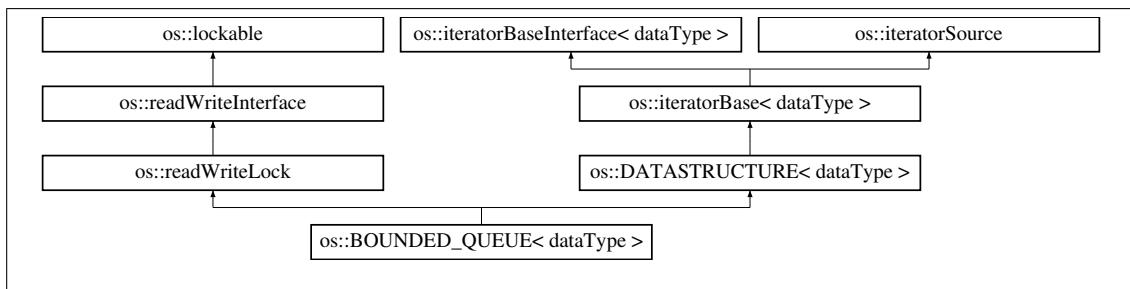 os::lockable
os::iteratorBaseInterface< dataType >
os::iteratorSource
os::readWriteInterface
os::iteratorBase< dataType >
os::readWriteLock
os::DATASTRUCTURE< dataType >
os::BOUNDED_QUEUE< dataType >